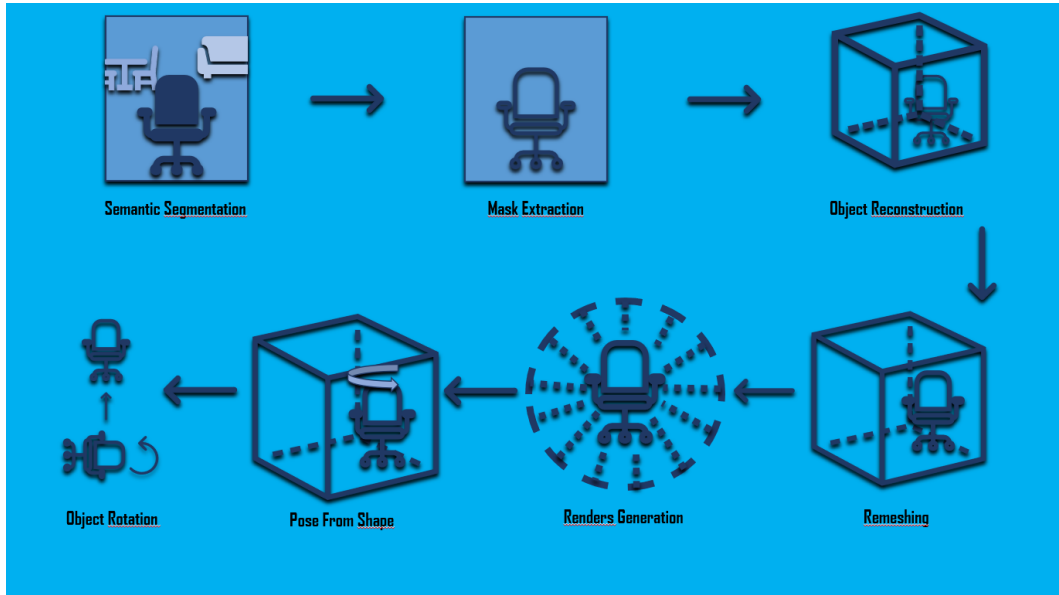 Semantic Segmentation
Mask Extraction
Object Reconstruction
Remeshing
Renders Generation
Pose From Shape
Object Rotation